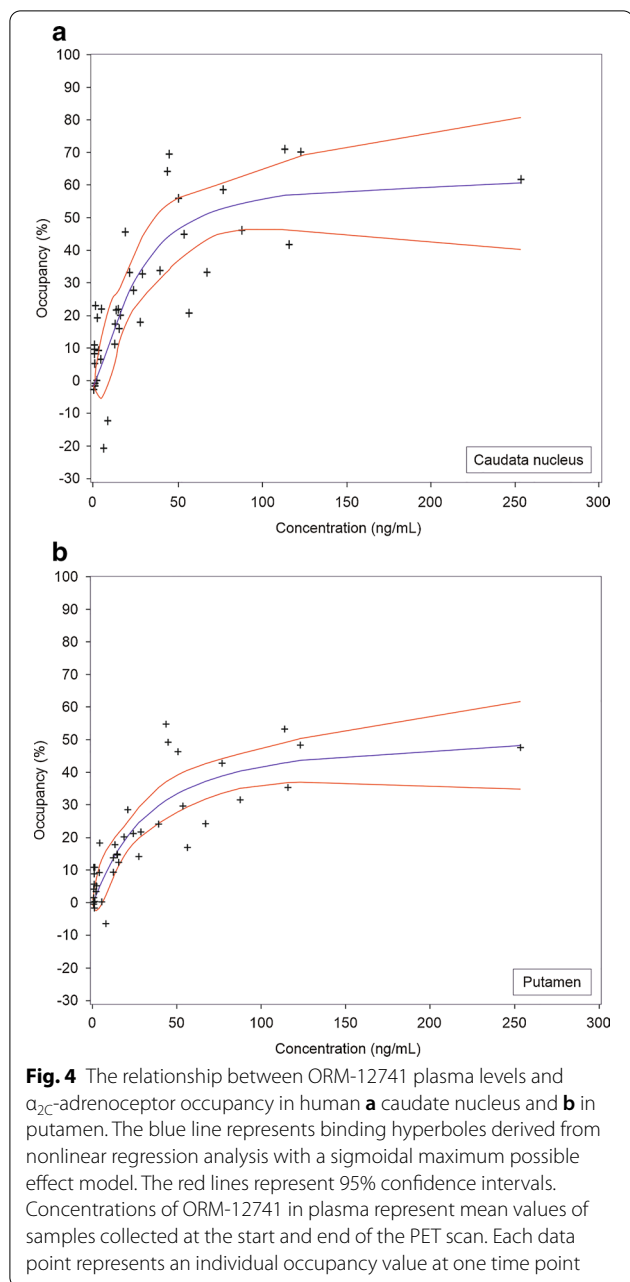 a
100
90
80
70
60
50
40
30
20
10
0
-10
-20
-30
Occupancy (%)
Caudata nucleus
0 50 100 150 200 250 300
Concentration (ng/mL)
b
100
90
80
70
60
50
40
30
20
10
0
-10
-20
-30
Occupancy (%)
Putamen
0 50 100 150 200 250 300
Concentration (ng/mL)
Fig. 4 The relationship between ORM-12741 plasma levels and
α2C-adrenoceptor occupancy in human a caudate nucleus and b in
putamen. The blue line represents binding hyperboles derived from
nonlinear regression analysis with a sigmoidal maximum possible
effect model. The red lines represent 95% confidence intervals.
Concentrations of ORM-12741 in plasma represent mean values of
samples collected at the start and end of the PET scan. Each data
point represents an individual occupancy value at one time point